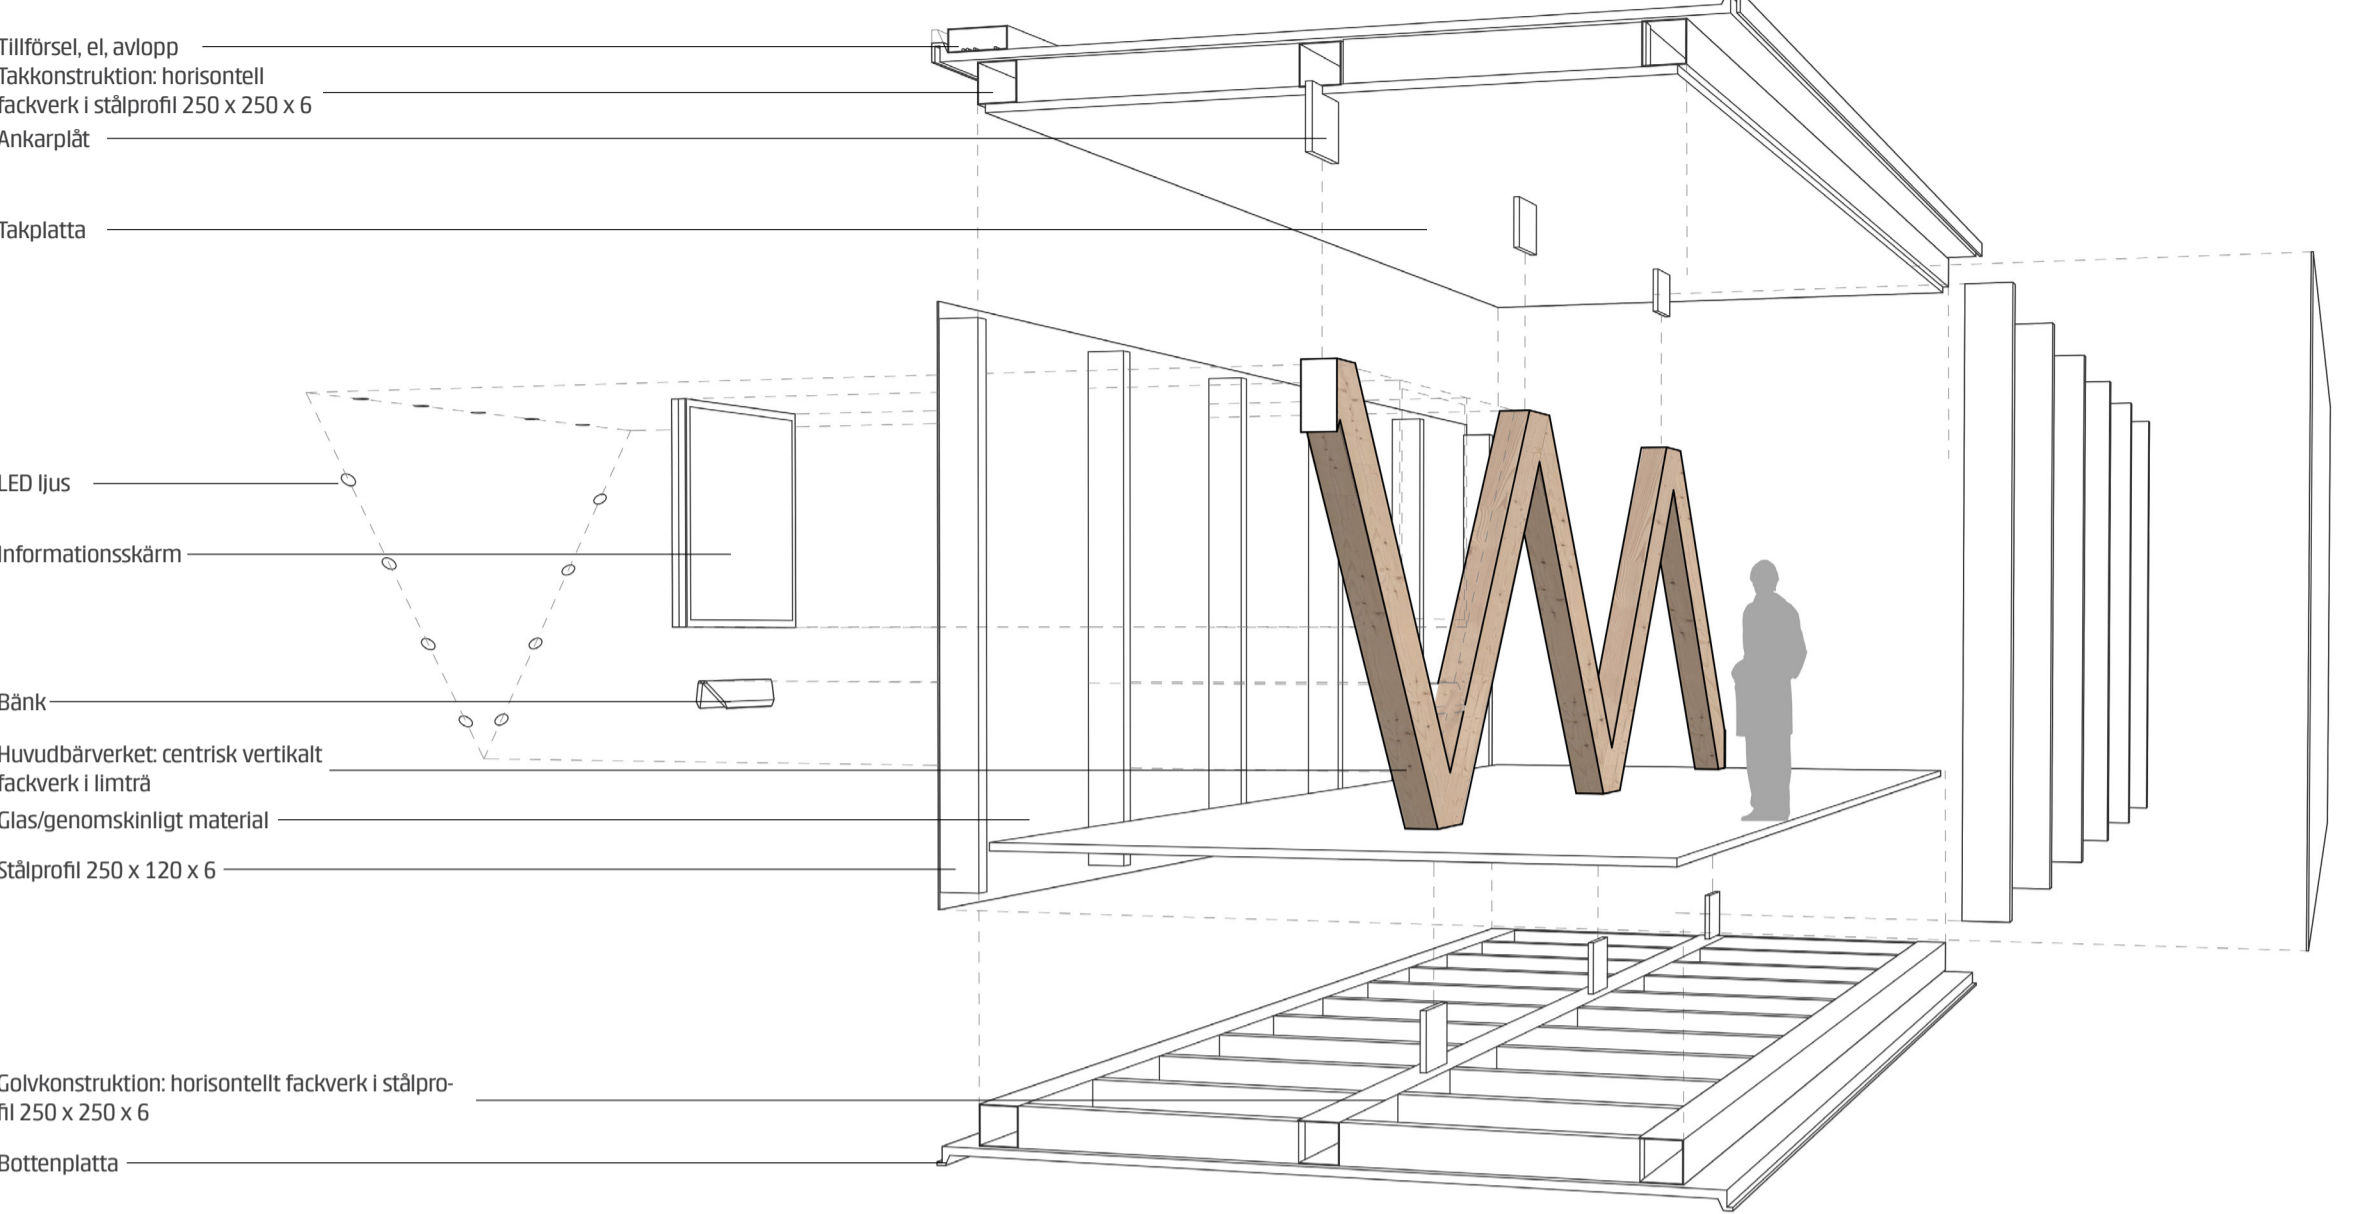 Tillförsel, el, avlopp
Takkonstruktion: horisontell
fackverk i stålprofil 250 x 250 x 6
Ankarplåt
Takplatta
LED ljus
Informationsskärm
Bänk
Huvudbärverket: centrisk vertikalt
fackverk i limträ
Glas/genomskinligt material
Stålprofil 250 x 120 x 6
Golvkonstruktion: horisontellt fackverk i stålpro-
fil 250 x 250 x 6
Bottenplatta